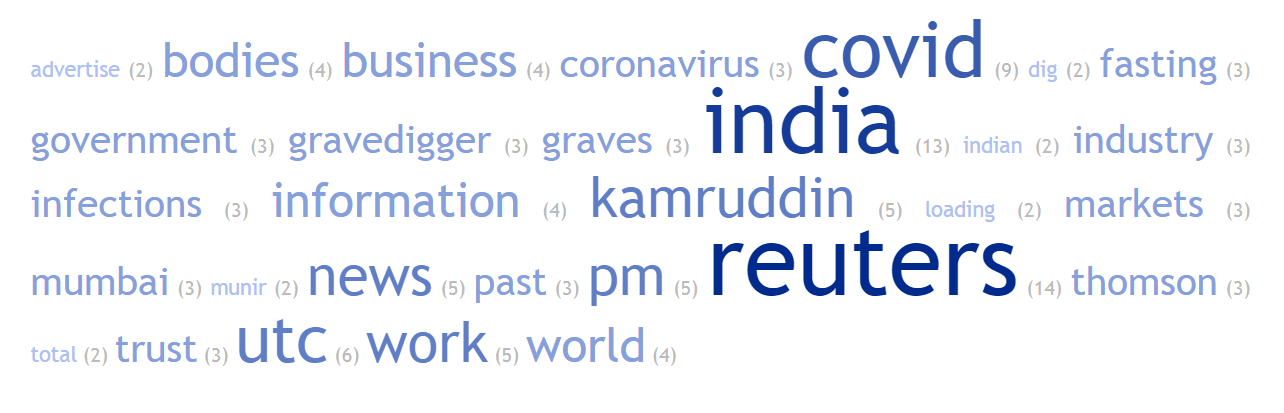 advertise (2) bodies (4) business (4) coronavirus (3) covid (9) dig (2) fasting (3)
government (3) gravedigger (3) graves (3) india (13) indian (2) industry (3)
infections (3) information (4) kamruddin (5) loading (2) markets (3)
mumbai (3) munir (2) news (5) past (3) pm (5) reuters (14) thomson (3)
total (2) trust (3) utc (6) work (5) world (4)